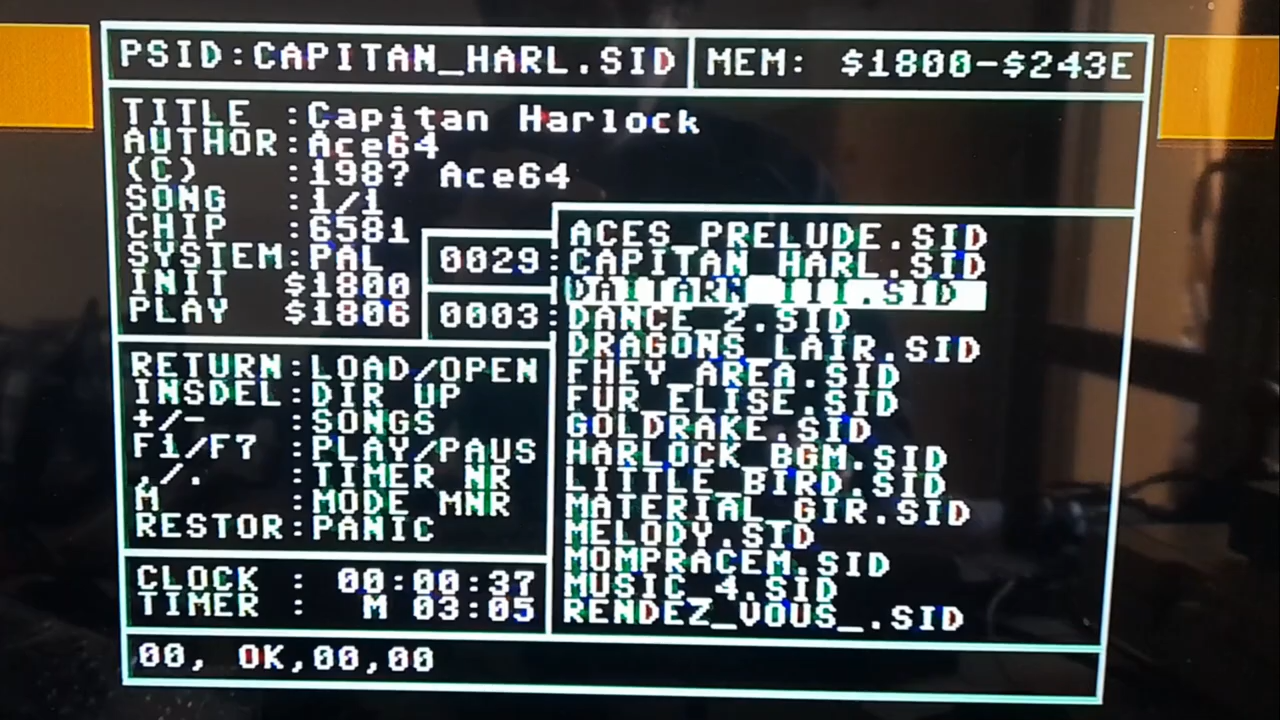 PSID:CAPITAN_HARL.SID
MEM: $1800-$243E
TITLE :Capitan Harlock
AUTHOR:Ace64
(C) :198? Ace64
SONG :1/1
CHIP :6581
SYSTEM:PAL
INIT $1800
PLAY $1806
0029:
0003:
ACES_PRELUDE.SID
CAPITAN_HARL.SID
DAITARN_III.SID
DANCE_2.SID
DRAGONS_LAIR.SID
FHEY_AREA.SID
FUR_ELISE.SID
GOLDRAKE.SID
HARLOCK_BGM.SID
LITTLE_BIRD.SID
MATERIAL_GIR.SID
MELODY.SID
MOMPRACEM.SID
MUSIC_4.SID
RENDEZ_VOUS_.SID
RETURN:LOAD/OPEN
INSDEL:DIR UP
+/- :SONGS
F1/F7 :PLAY/PAUS
,/. :TIMER NR
M :MODE MNR
RESTOR:PANIC
CLOCK : 00:00:37
TIMER : M 03:05
00, OK,00,00